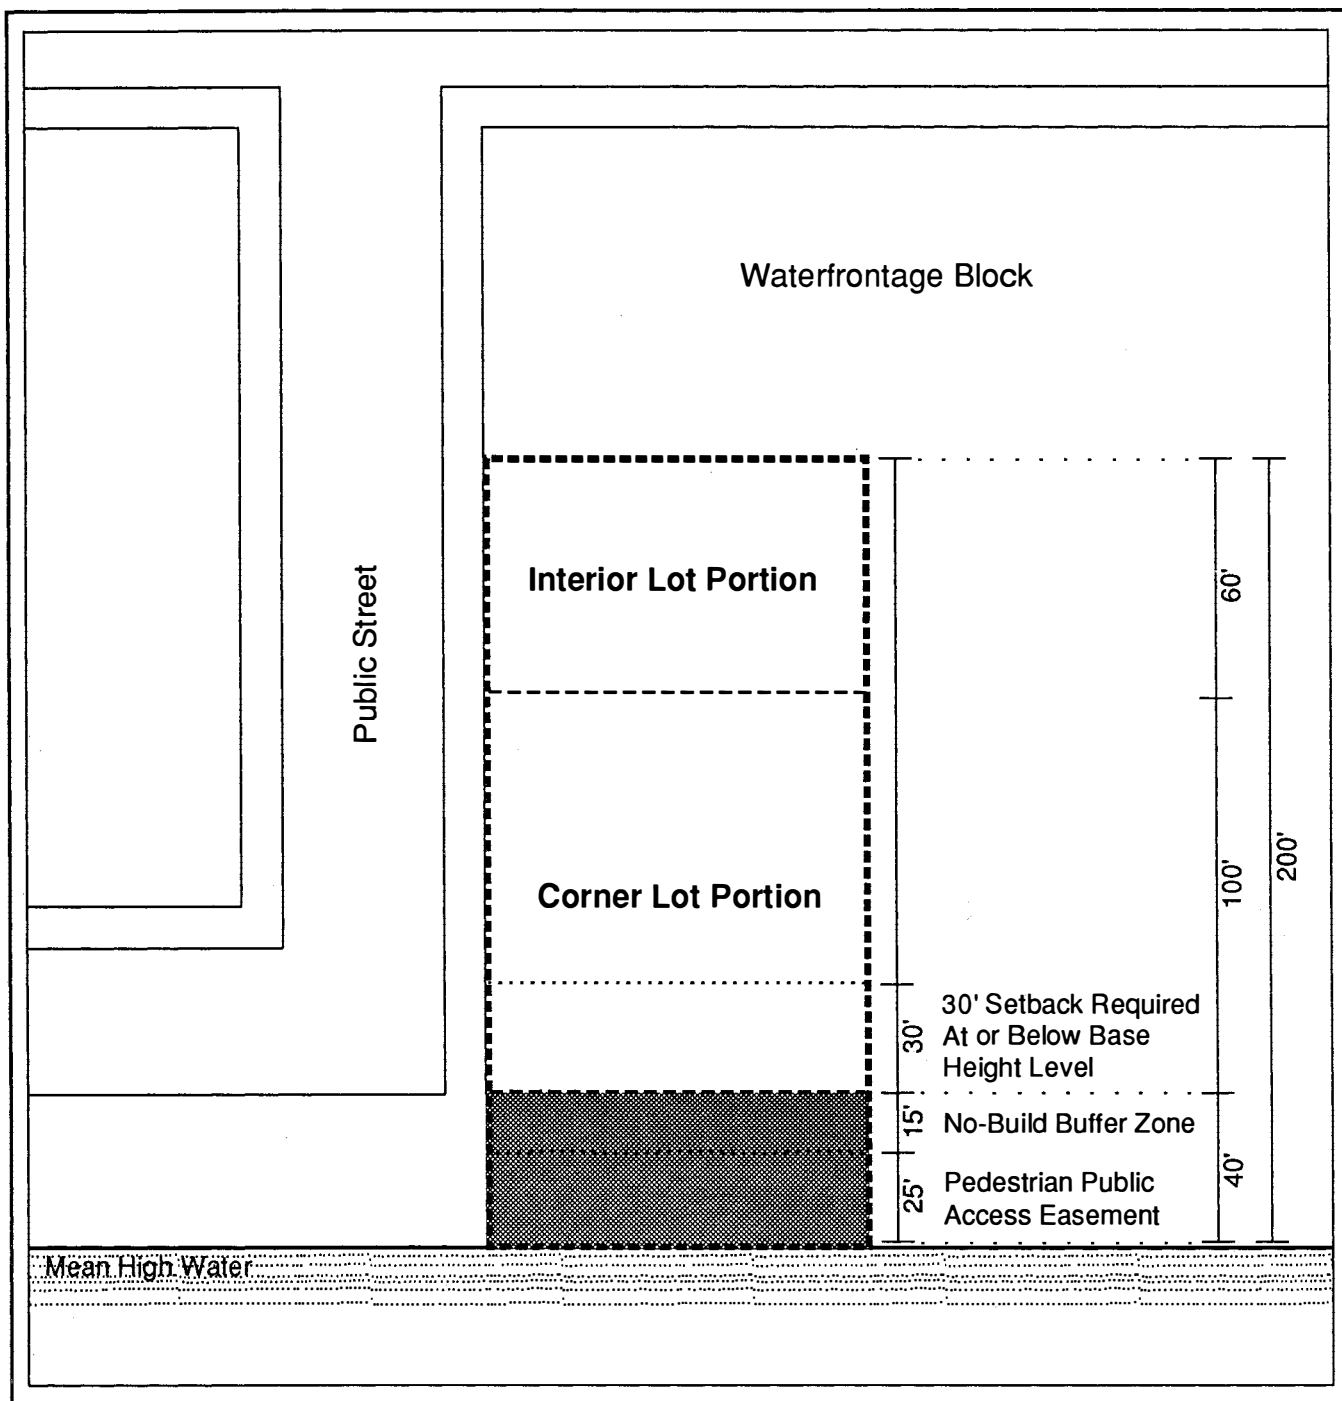 Waterfrontage Block
Interior Lot Portion
60'
Public Street
Corner Lot Portion
100'
200'
30'
30' Setback Required
At or Below Base
Height Level
15'
No-Build Buffer Zone
25'
Pedestrian Public
Access Easement
40'
Mean High Water